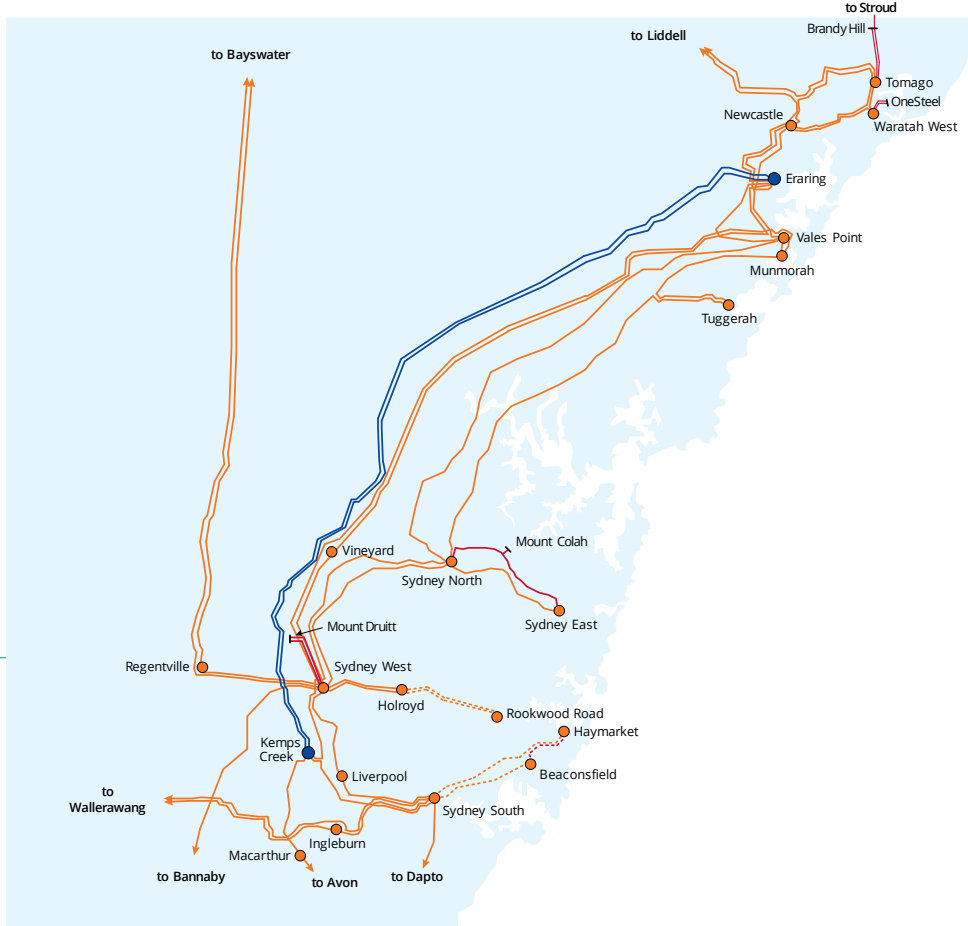 to Stroud
Brandy Hill
to Liddell
to Bayswater
Tomago
OneSteel
Newcastle
Waratah West
Eraring
Vales Point
Munmorah
Tuggerah
Mount Colah
Vineyard
Sydney North
Sydney East
Mount Druitt
Regentville
Sydney West
Holroyd
Rookwood Road
Haymarket
Kemps
Creek
Beaconsfield
Liverpool
to
Wallerawang
Sydney South
Ingleburn
Macarthur
to Bannaby
to Avon
to Dapto